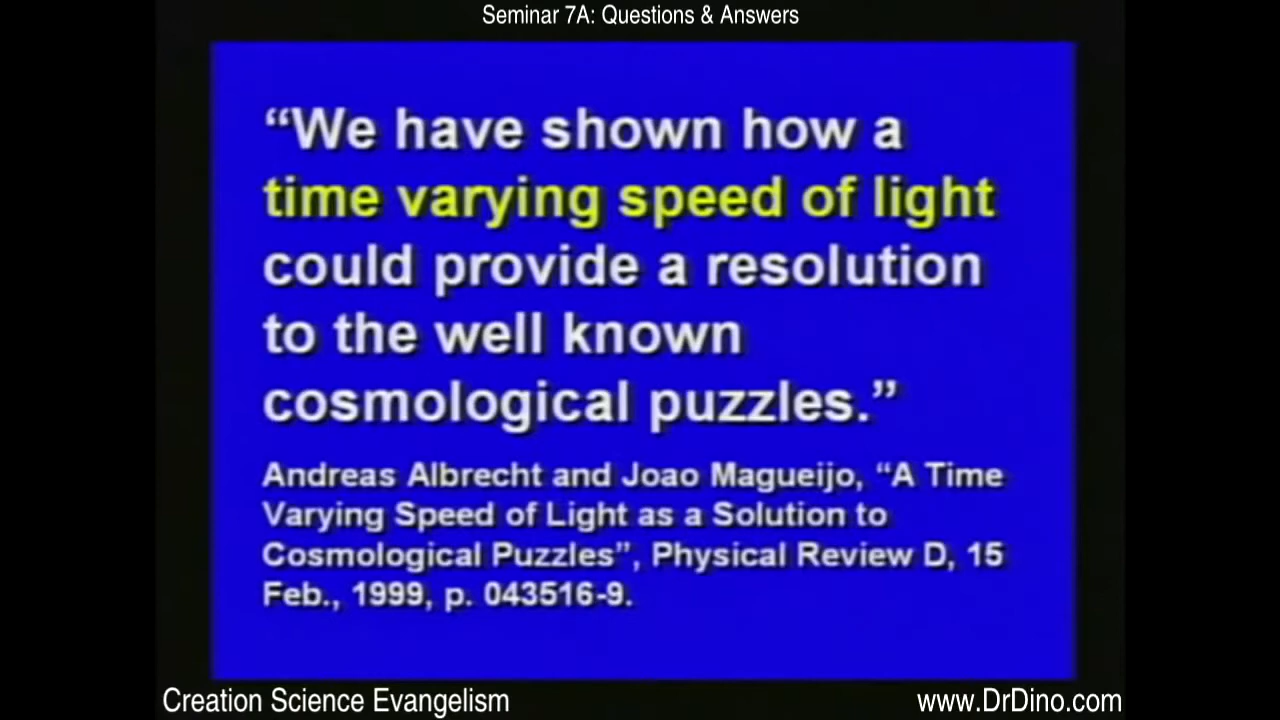 Seminar 7A: Questions & Answers
“We have shown how a
time varying speed of light
could provide a resolution
to the well known
cosmological puzzles.”
Andreas Albrecht and Joao Magueijo, “A Time
Varying Speed of Light as a Solution to
Cosmological Puzzles”, Physical Review D, 15
Feb., 1999, p. 043516-9.
Creation Science Evangelism
www.DrDino.com